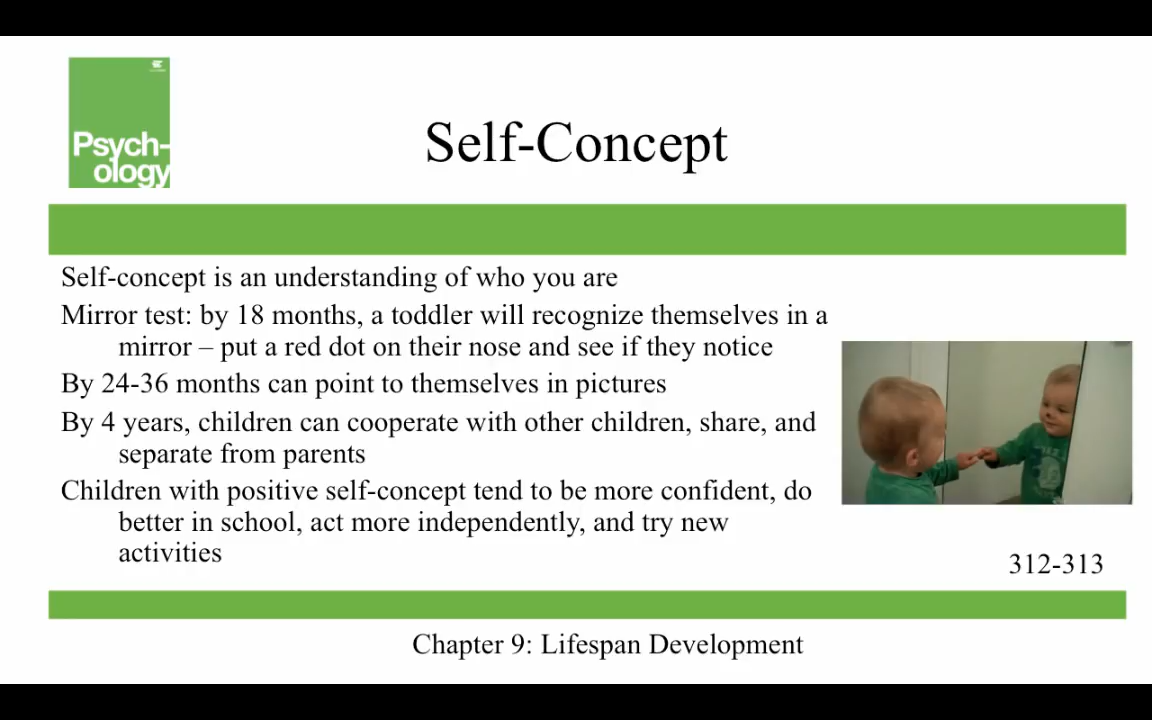 Psych-
ology
Self-Concept
Self-concept is an understanding of who you are
Mirror test: by 18 months, a toddler will recognize themselves in a
mirror – put a red dot on their nose and see if they notice
By 24-36 months can point to themselves in pictures
By 4 years, children can cooperate with other children, share, and
separate from parents
Children with positive self-concept tend to be more confident, do
better in school, act more independently, and try new
activities
312-313
Chapter 9: Lifespan Development